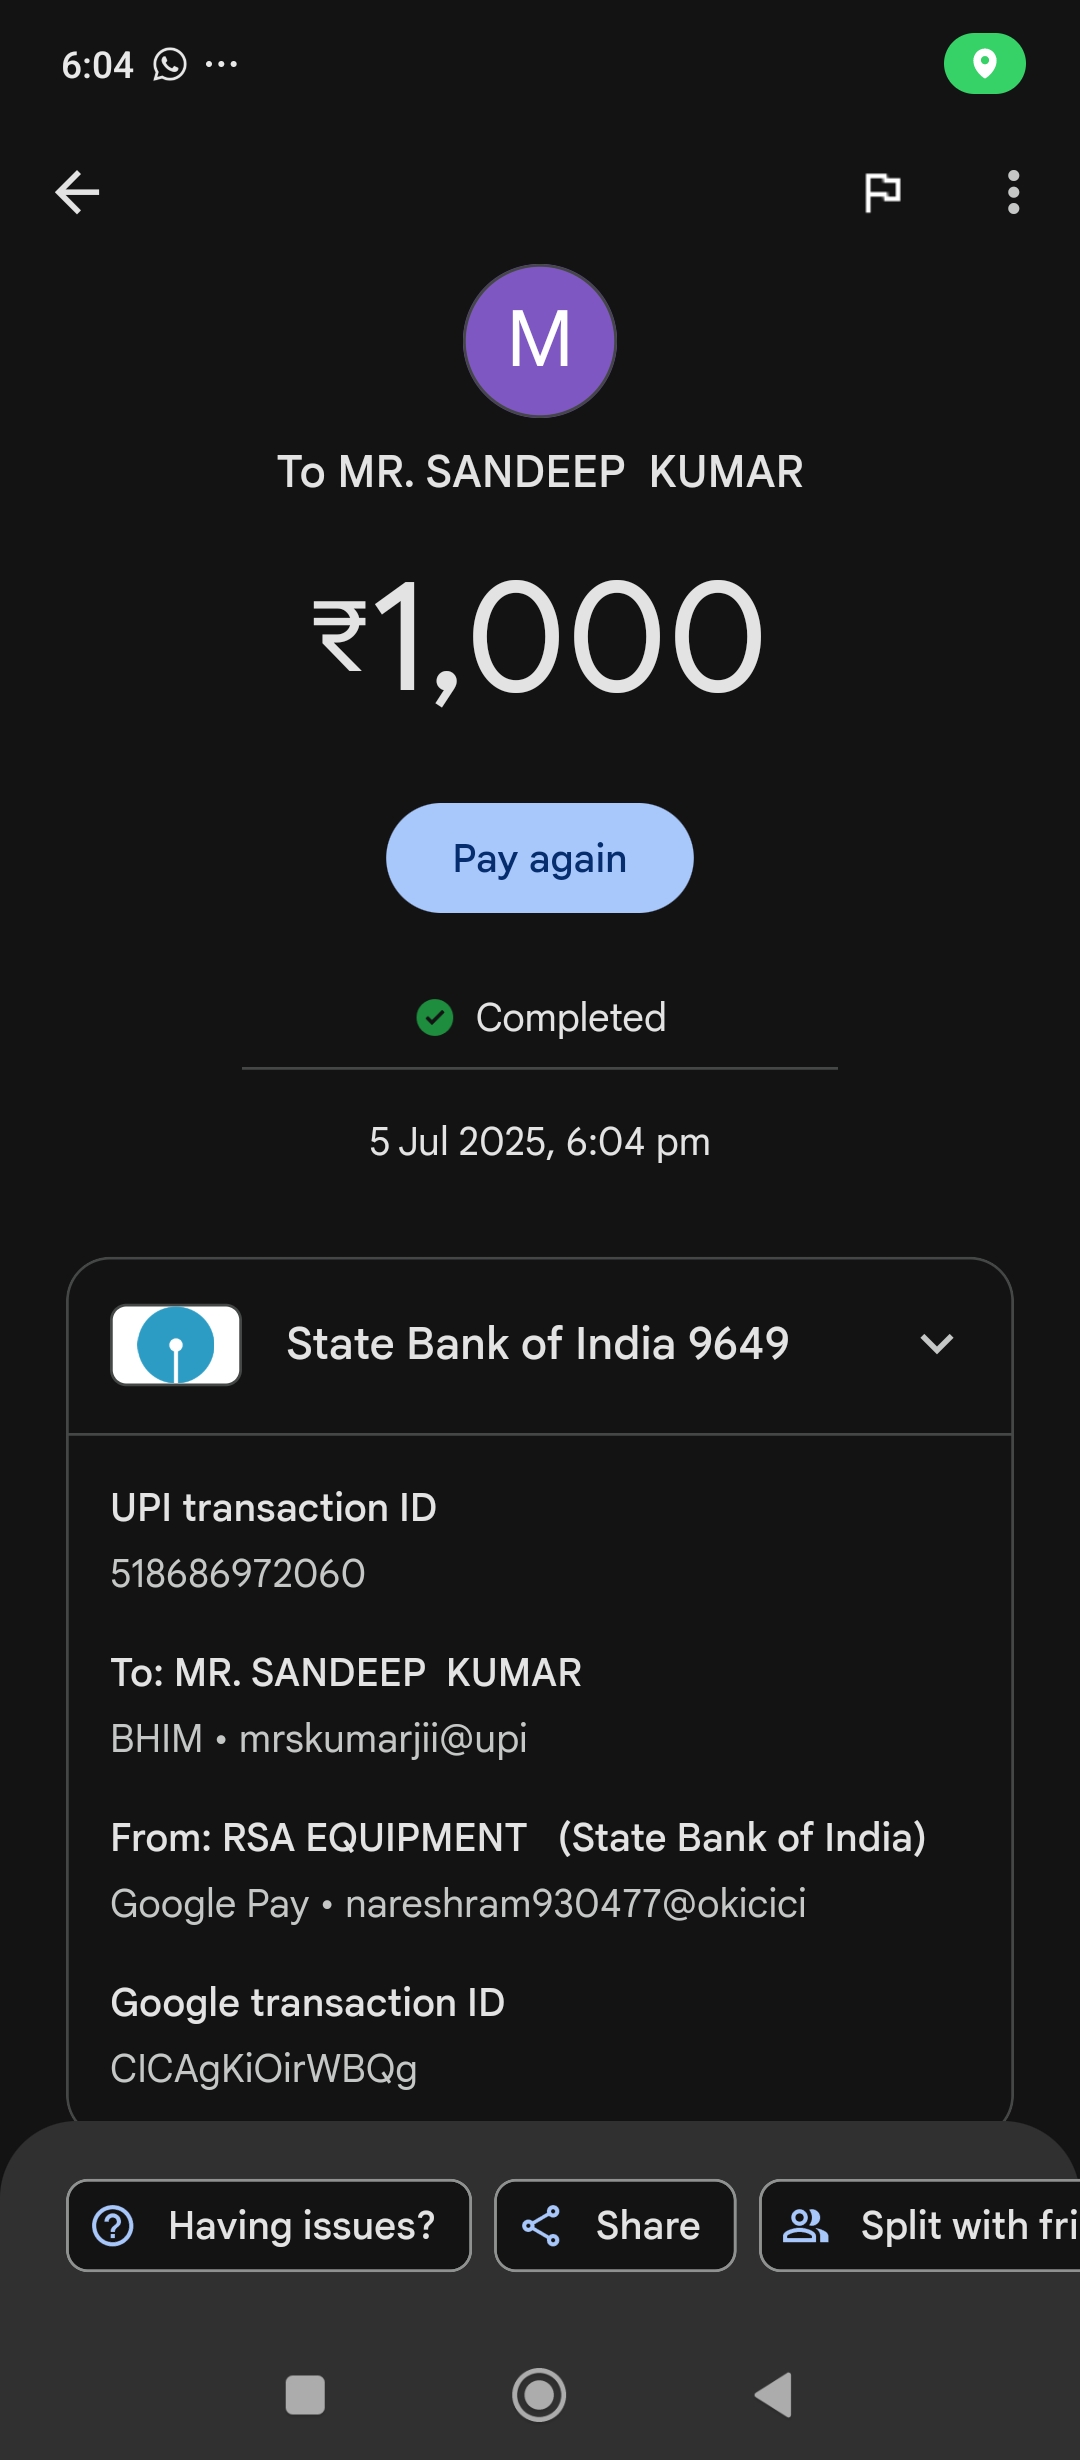 6:04
M
To MR. SANDEEP KUMAR
₹1,000
Pay again
Completed
5 Jul 2025, 6:04 pm
State Bank of India 9649
UPI transaction ID
518686972060
To: MR. SANDEEP KUMAR
BHIM • mrskumarjii@upi
From: RSA EQUIPMENT (State Bank of India)
Google Pay • nareshram930477@okicici
Google transaction ID
CICAgKiOirWBQg
Having issues? Share Split with fri